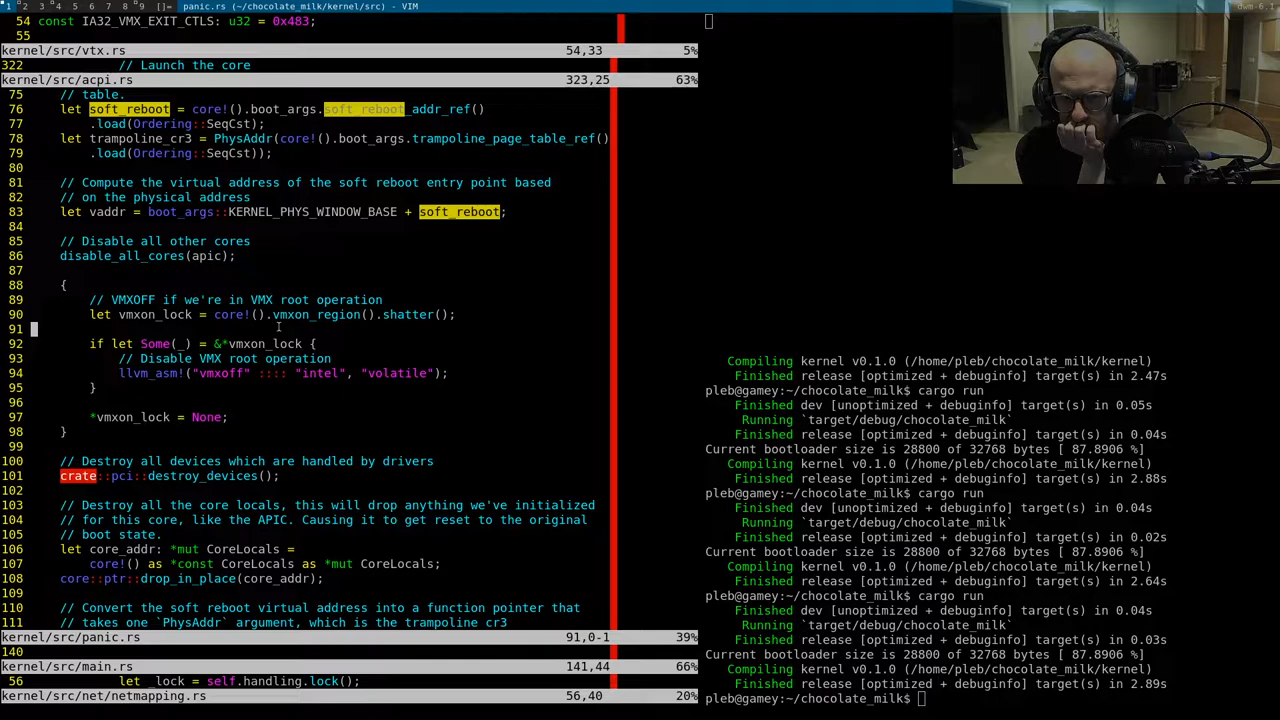 1 2 3 4 5 6 7 8 9 []= panic.rs (~/chocolate_milk/kernel/src) - VIM
dwm-6.1
54 const IA32_VMX_EXIT_CTLS: u32 = 0x483;
55
kernel/src/vtx.rs 54,33 5%
322 // Launch the core
kernel/src/acpi.rs 323,25 63%
75 // table.
76 let soft_reboot = core!().boot_args.soft_reboot_addr_ref()
77 .load(Ordering::SeqCst);
78 let trampoline_cr3 = PhysAddr(core!().boot_args.trampoline_page_table_ref()
79 .load(Ordering::SeqCst));
80
81 // Compute the virtual address of the soft reboot entry point based
82 // on the physical address
83 let vaddr = boot_args::KERNEL_PHYS_WINDOW_BASE + soft_reboot;
84
85 // Disable all other cores
86 disable_all_cores(apic);
87
88 {
89 // VMXOFF if we're in VMX root operation
90 let vmxon_lock = core!().vmxon_region().shatter();
91
92 if let Some(_) = &*vmxon_lock {
93 // Disable VMX root operation
94 llvm_asm!("vmxoff" :::: "intel", "volatile");
95 }
96
97 *vmxon_lock = None;
98 }
99
100 // Destroy all devices which are handled by drivers
101 crate::pci::destroy_devices();
102
103 // Destroy all the core locals, this will drop anything we've initialized
104 // for this core, like the APIC. Causing it to get reset to the original
105 // boot state.
106 let core_addr: *mut CoreLocals =
107 core!() as *const CoreLocals as *mut CoreLocals;
108 core::ptr::drop_in_place(core_addr);
109
110 // Convert the soft reboot virtual address into a function pointer that
111 // takes one `PhysAddr` argument, which is the trampoline cr3
kernel/src/panic.rs 91,0-1 39%
140
kernel/src/main.rs 141,44 66%
56 let _lock = self.handling.lock();
kernel/src/net/netmapping.rs 56,40 20%
Compiling kernel v0.1.0 (/home/pleb/chocolate_milk/kernel)
Finished release [optimized + debuginfo] target(s) in 2.47s
pleb@gamey:~/chocolate_milk$ cargo run
Finished dev [unoptimized + debuginfo] target(s) in 0.05s
Running `target/debug/chocolate_milk`
Finished release [optimized + debuginfo] target(s) in 0.04s
Current bootloader size is 28800 of 32768 bytes [ 87.8906 %]
Compiling kernel v0.1.0 (/home/pleb/chocolate_milk/kernel)
Finished release [optimized + debuginfo] target(s) in 2.88s
pleb@gamey:~/chocolate_milk$ cargo run
Finished dev [unoptimized + debuginfo] target(s) in 0.04s
Running `target/debug/chocolate_milk`
Finished release [optimized + debuginfo] target(s) in 0.02s
Current bootloader size is 28800 of 32768 bytes [ 87.8906 %]
Compiling kernel v0.1.0 (/home/pleb/chocolate_milk/kernel)
Finished release [optimized + debuginfo] target(s) in 2.64s
pleb@gamey:~/chocolate_milk$ cargo run
Finished dev [unoptimized + debuginfo] target(s) in 0.04s
Running `target/debug/chocolate_milk`
Finished release [optimized + debuginfo] target(s) in 0.03s
Current bootloader size is 28800 of 32768 bytes [ 87.8906 %]
Compiling kernel v0.1.0 (/home/pleb/chocolate_milk/kernel)
Finished release [optimized + debuginfo] target(s) in 2.89s
pleb@gamey:~/chocolate_milk$